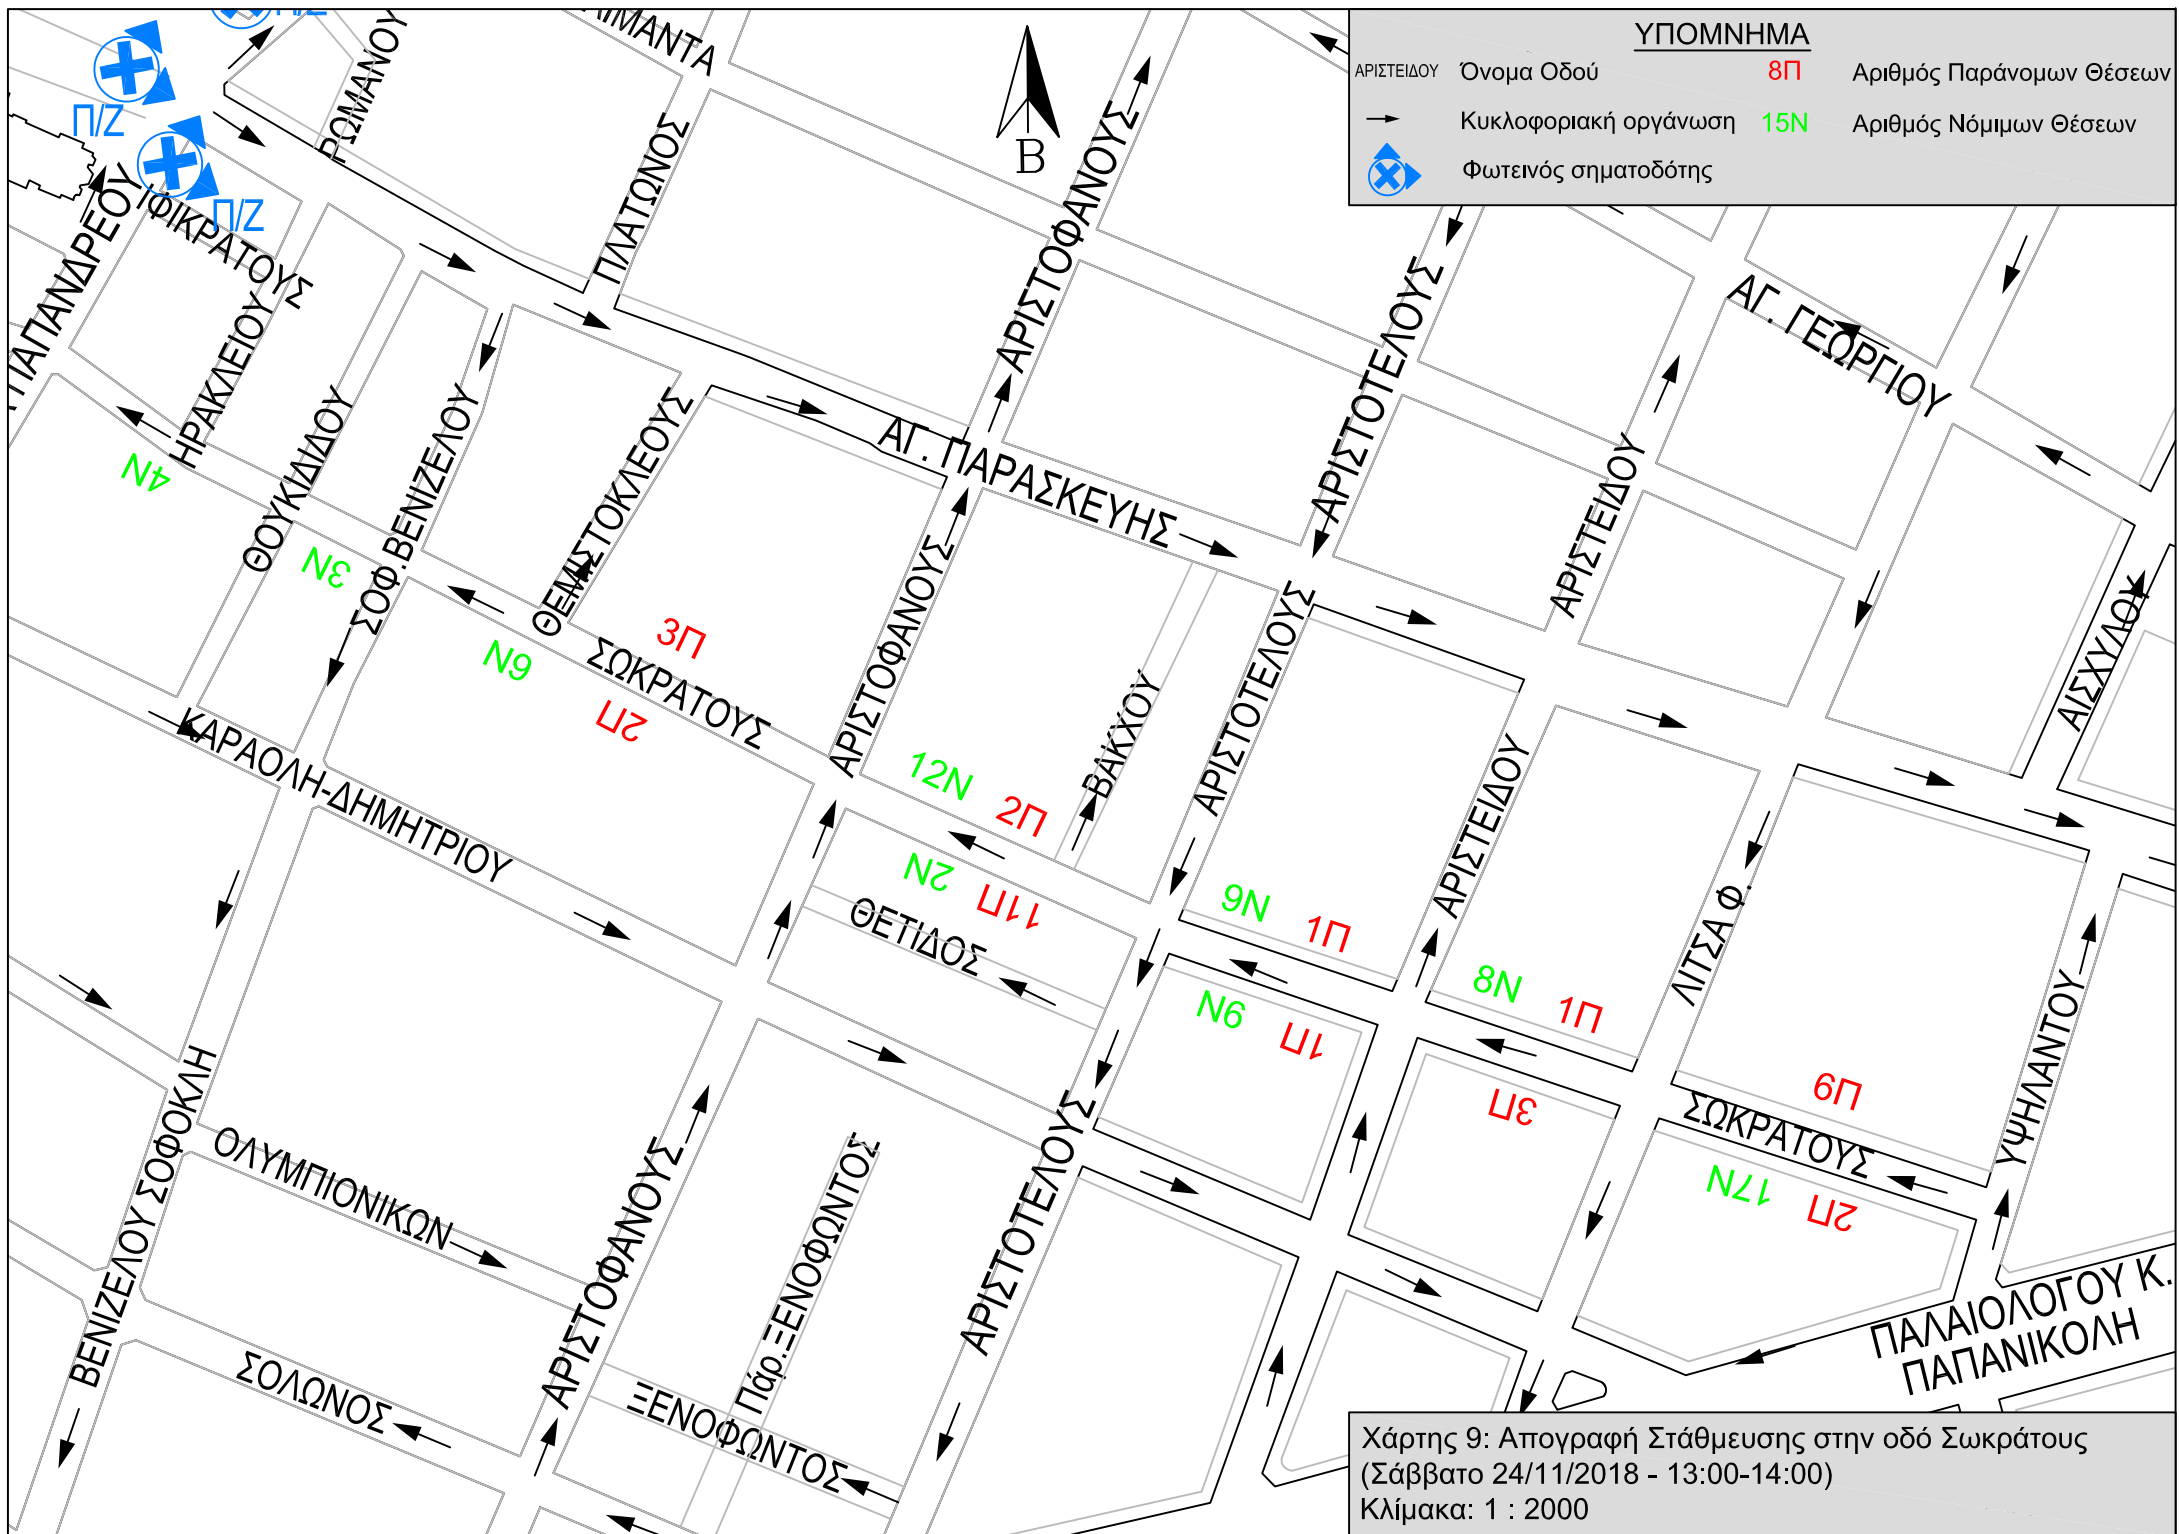 ΥΠΟΜΝΗΜΑ
ΑΡΙΣΤΕΙΔΟΥ Όνομα Οδού 8Π Αριθμός Παράνομων Θέσεων
Κυκλοφοριακή οργάνωση 15Ν Αριθμός Νόμιμων Θέσεων
Φωτεινός σηματοδότης
Π/Ζ
Π/Ζ
Β
ΡΩΜΑΝΟΥ
ΠΛΑΤΩΝΟΣ
ΑΡΙΣΤΟΦΑΝΟΥΣ
ΑΡΙΣΤΟΤΕΛΟΥΣ
ΑΓ. ΓΕΩΡΓΙΟΥ
ΙΦΙΚΡΑΤΟΥΣ
ΗΡΑΚΛΕΙΟΥ
ΘΟΥΚΙΔΙΔΟΥ
ΣΟΦ.ΒΕΝΙΖΕΛΟΥ
ΘΕΜΙΣΤΟΚΛΕΟΥΣ
ΑΓ. ΠΑΡΑΣΚΕΥΗΣ
ΑΡΙΣΤΕΙΔΟΥ
ΑΙΣΧΥΛΟΥ
4Ν
3Ν
6Ν
3Π
2Π
ΣΩΚΡΑΤΟΥΣ
ΑΡΙΣΤΟΦΑΝΟΥΣ
ΒΑΚΧΟΥ
ΑΡΙΣΤΟΤΕΛΟΥΣ
ΑΡΙΣΤΕΙΔΟΥ
ΛΙΤΣΑ Φ.
ΥΨΗΛΑΝΤΟΥ
ΚΑΡΑΟΛΗ-ΔΗΜΗΤΡΙΟΥ
12Ν 2Π
2Ν 11Π
ΘΕΤΙΔΟΣ
9Ν 1Π
9Ν 1Π
8Ν 1Π
3Π
9Π
ΣΩΚΡΑΤΟΥΣ
17Ν 2Π
ΒΕΝΙΖΕΛΟΥ ΣΟΦΟΚΛΗ
ΟΛΥΜΠΙΟΝΙΚΩΝ
ΑΡΙΣΤΟΦΑΝΟΥΣ
Πάρ.ΞΕΝΟΦΩΝΤΟΣ
ΑΡΙΣΤΟΤΕΛΟΥΣ
ΣΟΛΩΝΟΣ
ΞΕΝΟΦΩΝΤΟΣ
ΠΑΛΑΙΟΛΟΓΟΥ Κ.
ΠΑΠΑΝΙΚΟΛΗ
Χάρτης 9: Απογραφή Στάθμευσης στην οδό Σωκράτους
(Σάββατο 24/11/2018 - 13:00-14:00)
Κλίμακα: 1 : 2000